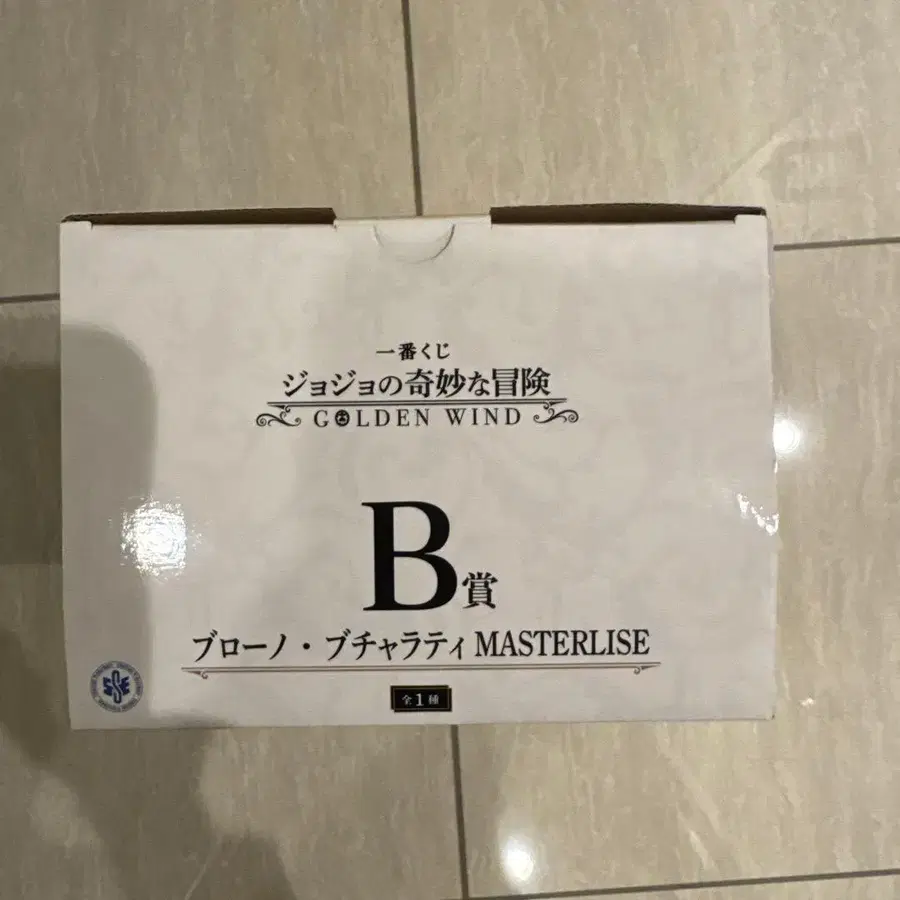 一番くじ
ジョジョの奇妙な冒険
GOLDEN WIND
B賞
ブローノ・ブチャラティ MASTERLISE
全1種